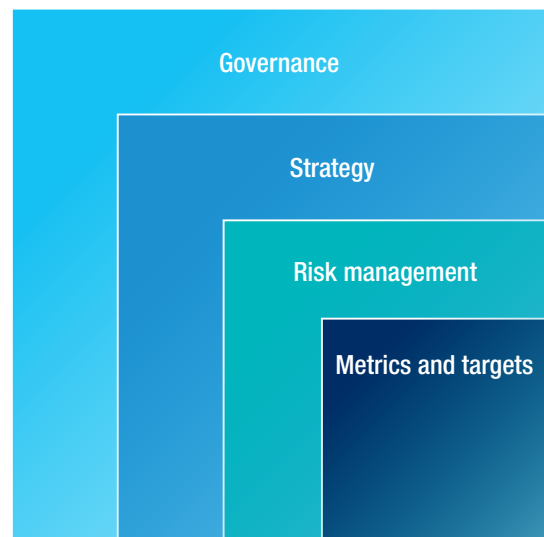 Governance
Strategy
Risk management
Metrics and targets